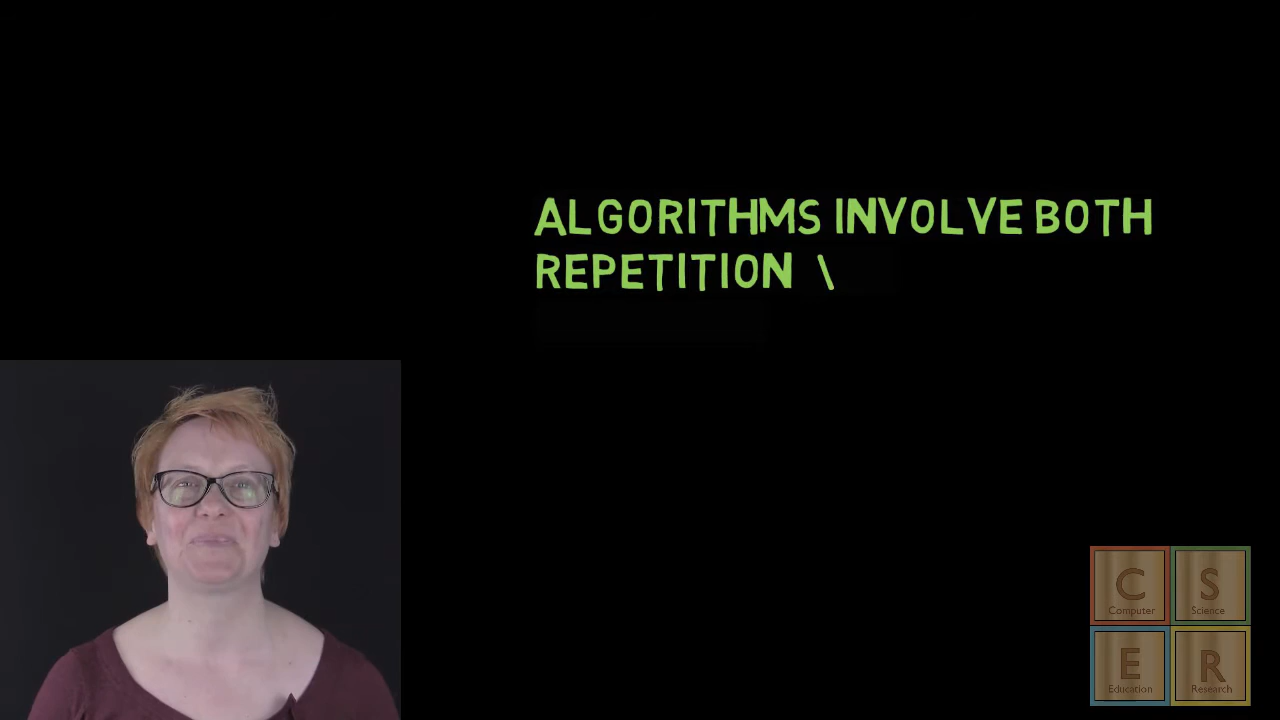 ALGORITHMS INVOLVE BOTH
REPETITION \
C S
Computer Science
E R
Education Research